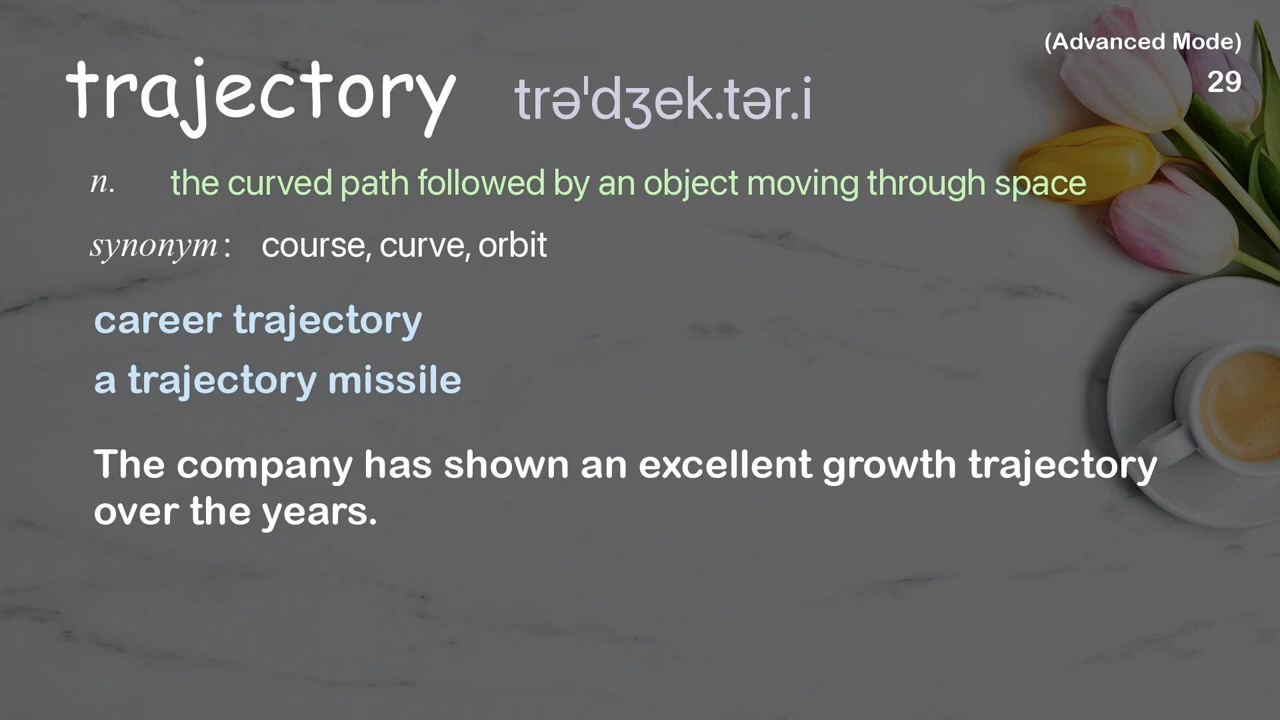 (Advanced Mode)
29
trajectory trəˈdʒek.tər.i
n. the curved path followed by an object moving through space
synonym: course, curve, orbit
career trajectory
a trajectory missile
The company has shown an excellent growth trajectory
over the years.